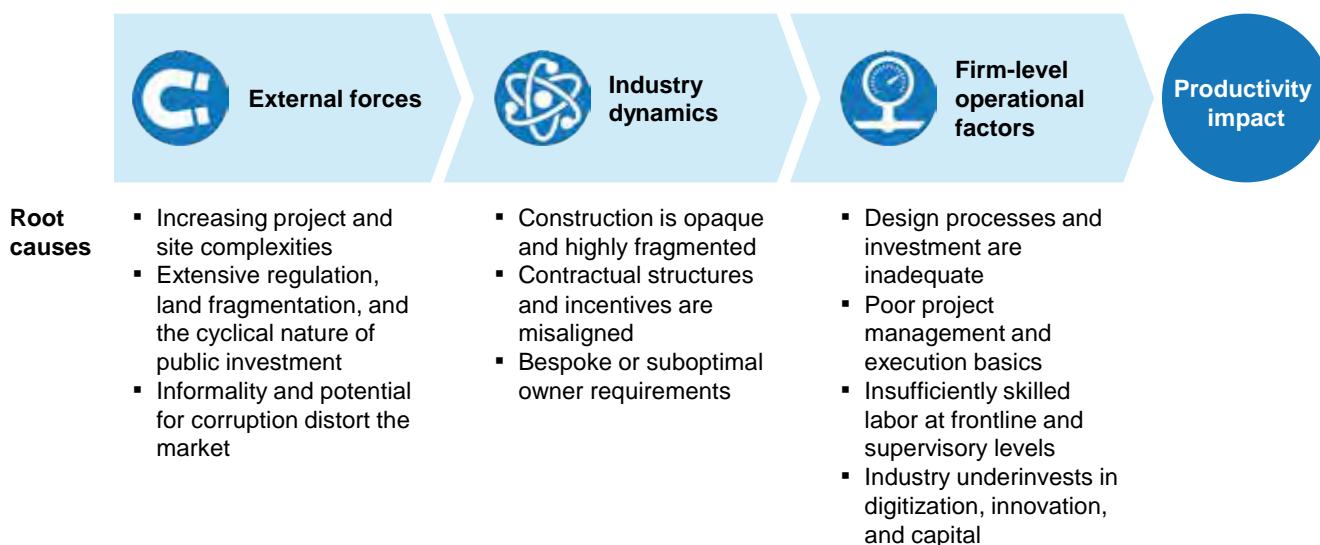 External forces
Industry
dynamics
Firm-level
operational
factors
Productivity
impact
Root
causes
▪ Increasing project and
site complexities
▪ Extensive regulation,
land fragmentation, and
the cyclical nature of
public investment
▪ Informality and potential
for corruption distort the
market
▪ Construction is opaque
and highly fragmented
▪ Contractual structures
and incentives are
misaligned
▪ Bespoke or suboptimal
owner requirements
▪ Design processes and
investment are
inadequate
▪ Poor project
management and
execution basics
▪ Insufficiently skilled
labor at frontline and
supervisory levels
▪ Industry underinvests in
digitization, innovation,
and capital